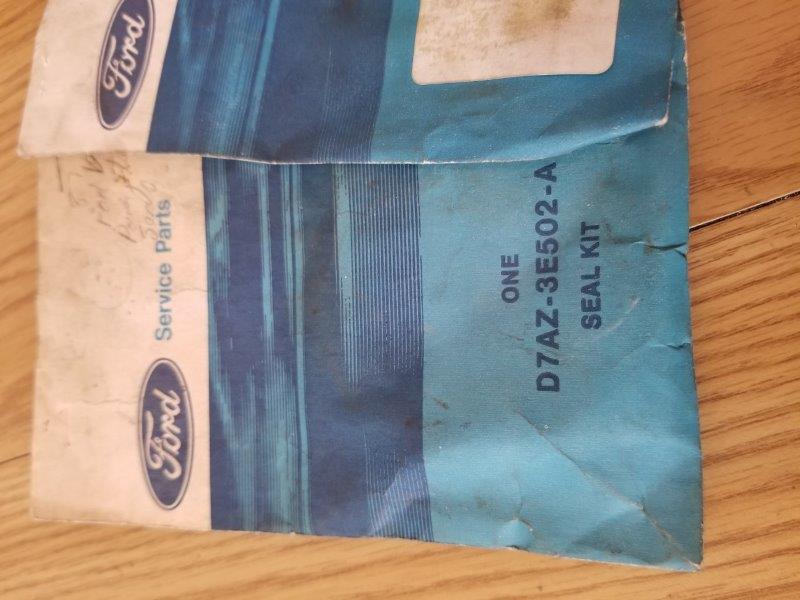 Ford
Ford
Service Parts
ONE
D7AZ-3E502-A
SEAL KIT